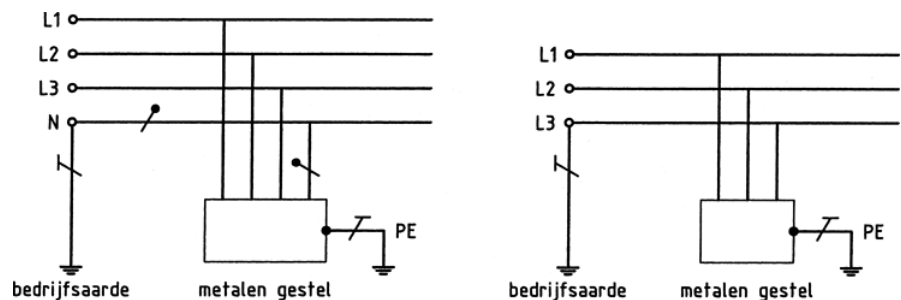 L1
L2
L3
N
PE
bedrijfsaarde
metalen gestel
L1
L2
L3
PE
bedrijfsaarde
metalen gestel